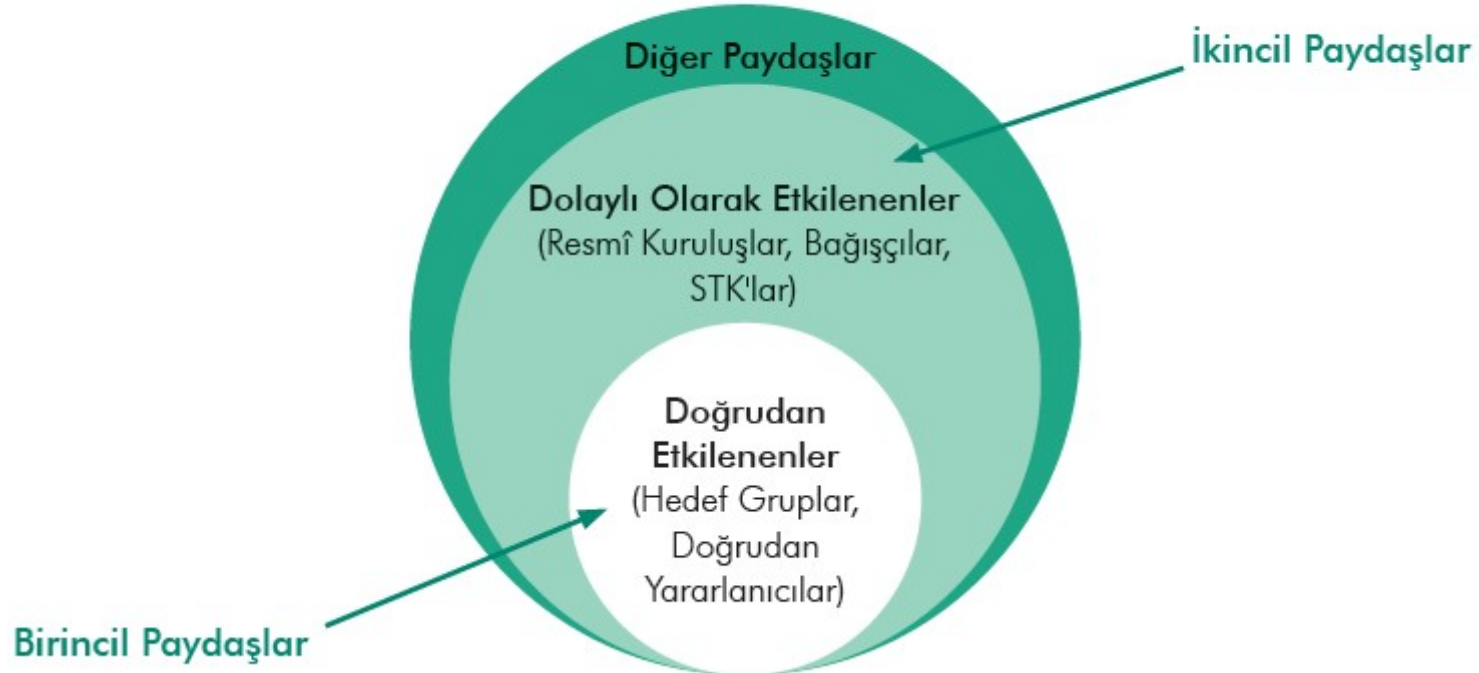 Diğer Paydaşlar
İkincil Paydaşlar
Dolaylı Olarak Etkilenenler
(Resmî Kuruluşlar, Bağışçılar,
STK'lar)
Doğrudan
Etkilenenler
(Hedef Gruplar,
Doğrudan
Yararlanıcılar)
Birincil Paydaşlar